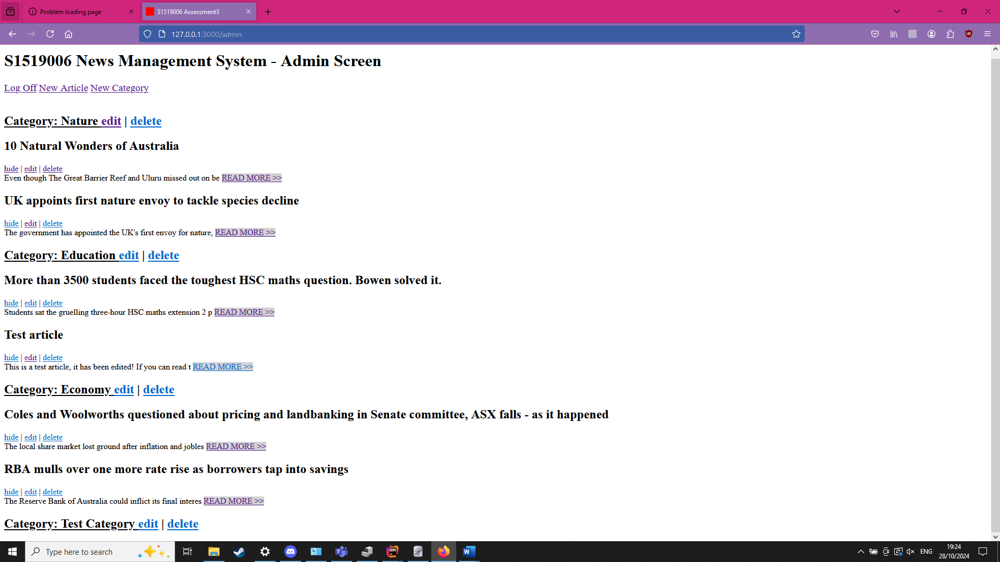 Problem loading page
S1519006 Assessment3
127.0.0.1:3000/admin
S1519006 News Management System - Admin Screen
Log Off New Article New Category
Category: Nature edit | delete
10 Natural Wonders of Australia
hide | edit | delete
Even though The Great Barrier Reef and Uluru missed out on be READ MORE >>
UK appoints first nature envoy to tackle species decline
hide | edit | delete
The government has appointed the UK's first envoy for nature, READ MORE >>
Category: Education edit | delete
More than 3500 students faced the toughest HSC maths question. Bowen solved it.
hide | edit | delete
Students sat the gruelling three-hour HSC maths extension 2 p READ MORE >>
Test article
hide | edit | delete
This is a test article, it has been edited! If you can read t READ MORE >>
Category: Economy edit | delete
Coles and Woolworths questioned about pricing and landbanking in Senate committee, ASX falls - as it happened
hide | edit | delete
The local share market lost ground after inflation and jobles READ MORE >>
RBA mulls over one more rate rise as borrowers tap into savings
hide | edit | delete
The Reserve Bank of Australia could inflict its final interes READ MORE >>
Category: Test Category edit | delete
Type here to search
ENG
19:24
28/10/2024